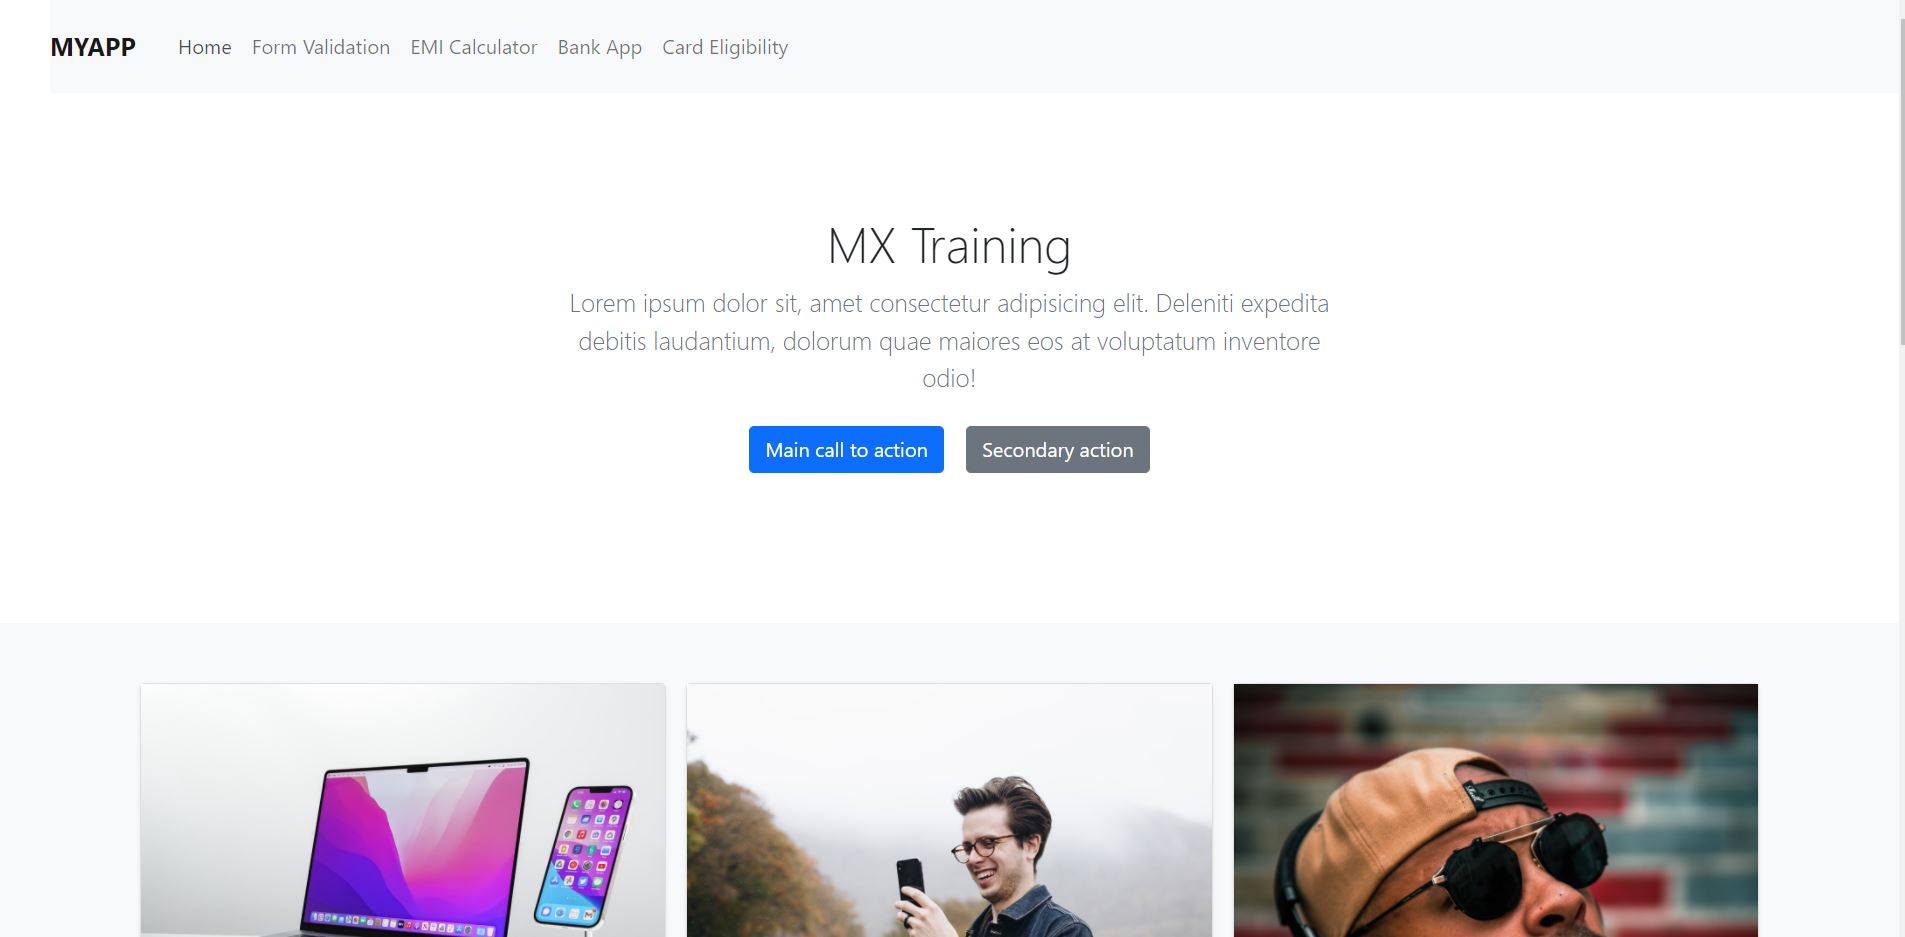 MYAPP Home Form Validation EMI Calculator Bank App Card Eligibility
MX Training
Lorem ipsum dolor sit, amet consectetur adipisicing elit. Deleniti expedita
debitis laudantium, dolorum quae maiores eos at voluptatum inventore
odio!
Main call to action Secondary action